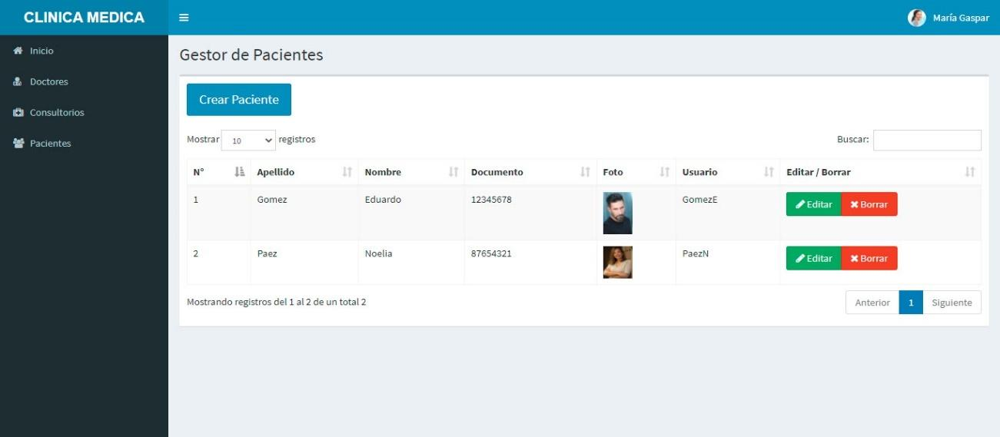 CLINICA MEDICA
María Gaspar
Inicio
Doctores
Consultorios
Pacientes
Gestor de Pacientes
Crear Paciente
Mostrar 10 registros
Buscar:
N° Apellido Nombre Documento Foto Usuario Editar / Borrar
1 Gomez Eduardo 12345678 GomezE Editar Borrar
2 Paez Noelia 87654321 PaezN Editar Borrar
Mostrando registros del 1 al 2 de un total 2
Anterior 1 Siguiente